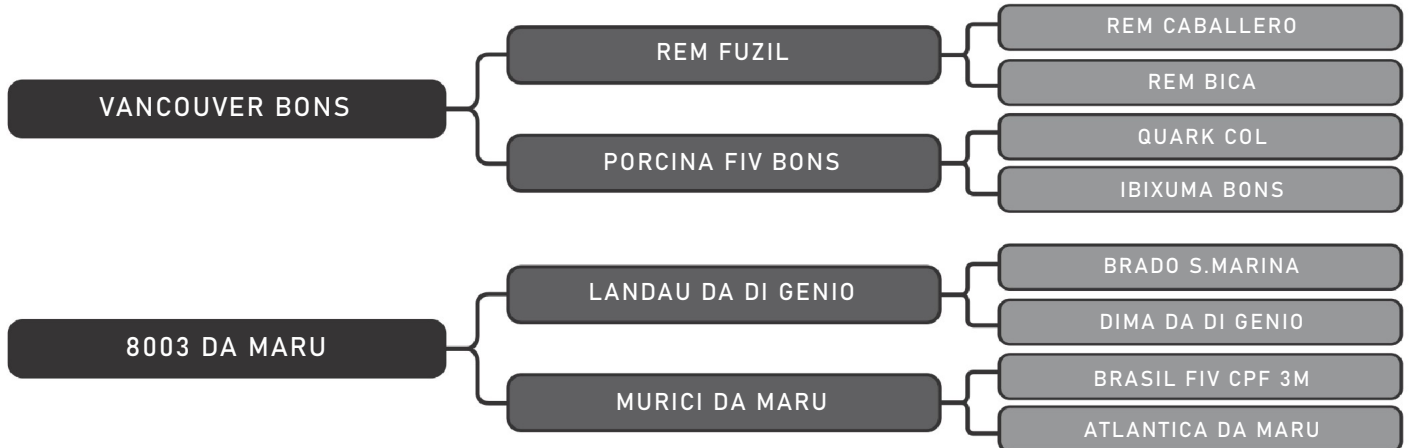 REM CABALLERO
REM FUZIL
REM BICA
VANCOUVER BONS
QUARK COL
PORCINA FIV BONS
IBIXUMA BONS
BRADO S.MARINA
LANDAU DA DI GENIO
DIMA DA DI GENIO
8003 DA MARU
BRASIL FIV CPF 3M
MURICI DA MARU
ATLANTICA DA MARU